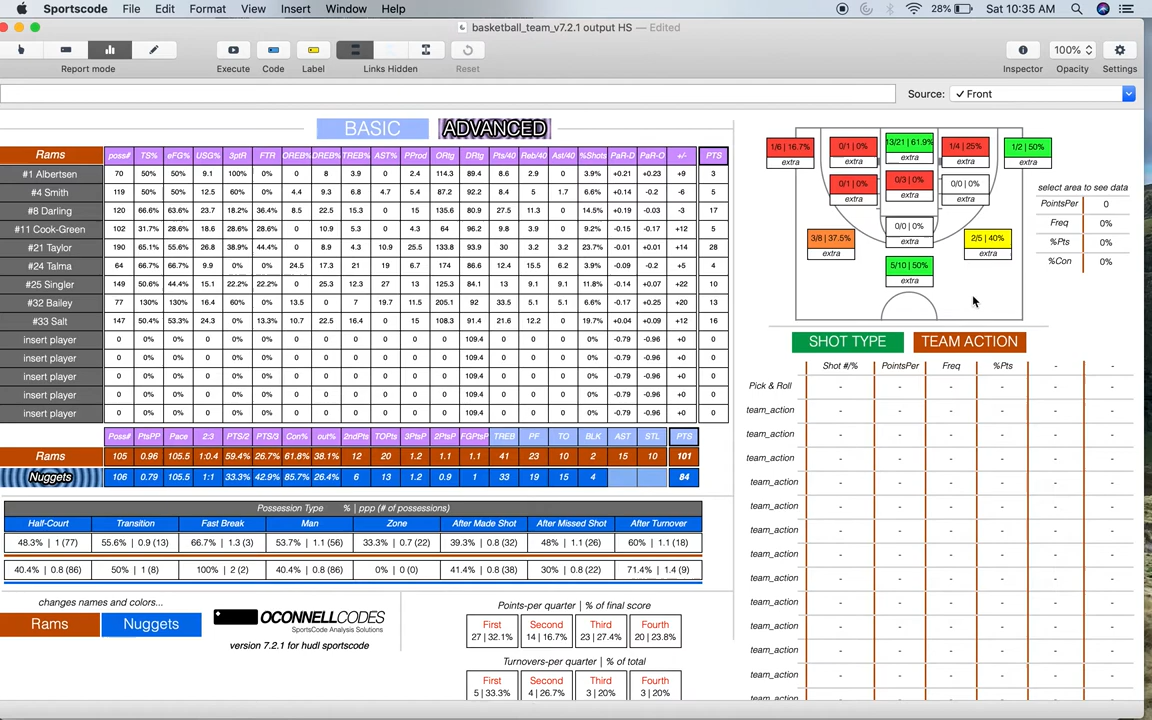 Sportscode File Edit Format View Insert Window Help 28% Sat 10:35 AM
basketball_team_v7.2.1 output HS — Edited
Report mode Execute Code Label Links Hidden Reset 100% Inspector Opacity Settings
Source: ✓ Front
BASIC ADVANCED
Rams poss# TS% eFG% USG% 3ptR FTR OREB% DREB% TREB% AST% PProd ORtg DRtg Pts/40 Reb/40 Ast/40 %Shots PaR-D PaR-O +/- PTS
#1 Albertsen 70 50% 50% 9.1 100% 0% 0 8 3.9 0 2.4 114.3 89.4 8.6 2.9 0 3.9% +0.21 +0.23 +9 3
#4 Smith 119 50% 50% 12.5 60% 0% 4.4 9.3 6.8 4.7 5.4 87.2 92.2 8.4 5 1.7 6.6% +0.14 -0.2 -6 5
#8 Darling 120 66.6% 63.6% 23.7 18.2% 36.4% 8.5 22.5 15.3 0 15 135.6 80.9 27.5 11.3 0 14.5% +0.19 -0.03 -3 17
#11 Cook-Green 102 31.7% 28.6% 18.6 28.6% 28.6% 0 10.9 5.3 0 4.3 64 96.2 12.4 4.9 0 9.2% -0.15 -0.17 +12 5
#21 Taylor 190 65.1% 55.6% 26.8 38.9% 44.4% 0 8.9 4.3 10.9 25.5 133.8 93.9 30 3.2 3.2 23.7% -0.01 +0.01 +14 28
#24 Talma 64 66.7% 66.7% 9.9 0% 0% 24.5 17.3 21 19 6.7 174 86.6 12.4 15.5 6.2 3.9% -0.09 -0.2 +5 4
#25 Singler 149 50.6% 44.4% 15.1 22.2% 22.2% 0 25.3 12.3 27 13 125.3 84.1 13 9.1 9.1 11.8% -0.14 +0.07 +22 10
#32 Bailey 77 130% 130% 16.4 60% 0% 13.5 0 7 19.7 11.5 205.1 92 33.5 5.1 5.1 6.6% -0.17 +0.25 +20 13
#33 Salt 147 50.4% 53.3% 24.3 0% 13.3% 10.7 22.5 16.4 0 15 108.3 91.4 21.6 12.2 0 19.7% +0.04 +0.09 +12 16
insert player 0 0% 0% 0% 0% 0% 0 0 0 0 0 0 109.4 0 0 0 0% -0.79 -0.96 +0 0
insert player 0 0% 0% 0% 0% 0% 0 0 0 0 0 0 109.4 0 0 0 0% -0.79 -0.96 +0 0
insert player 0 0% 0% 0% 0% 0% 0 0 0 0 0 0 109.4 0 0 0 0% -0.79 -0.96 +0 0
insert player 0 0% 0% 0% 0% 0% 0 0 0 0 0 0 109.4 0 0 0 0% -0.79 -0.96 +0 0
insert player 0 0% 0% 0% 0% 0% 0 0 0 0 0 0 109.4 0 0 0 0% -0.79 -0.96 +0 0
Poss# PtsPP Pace 2:3 PTS/2 PTS/3 Con% out% 2ndPts TOPts 3PtsP 2PtsP FGPtsP TREB PF TO BLK AST STL PTS
Rams 105 0.96 105.5 1:0.4 59.4% 26.7% 61.8% 38.1% 12 20 1.2 1.1 1.1 41 23 10 2 15 10 101
Nuggets 106 0.79 105.5 1:1 33.3% 42.9% 85.7% 26.4% 6 13 1.2 0.9 1 33 19 15 4 84
Possession Type % | ppp (# of possessions)
Half-Court Transition Fast Break Man Zone After Made Shot After Missed Shot After Turnover
48.3% | 1 (77) 55.6% | 0.9 (13) 66.7% | 1.3 (3) 53.7% | 1.1 (56) 33.3% | 0.7 (22) 39.3% | 0.8 (32) 48% | 1.1 (26) 60% | 1.1 (18)
40.4% | 0.8 (86) 50% | 1 (8) 100% | 2 (2) 40.4% | 0.8 (86) 0% | 0 (0) 41.4% | 0.8 (38) 30% | 0.8 (22) 71.4% | 1.4 (9)
changes names and colors...
Rams Nuggets
OCONNELLCODES
SportsCode Analysis Solutions
version 7.2.1 for hudl sportscode
Points-per quarter | % of final score
First Second Third Fourth
27 | 32.1% 14 | 16.7% 23 | 27.4% 20 | 23.8%
Turnovers-per quarter | % of total
First Second Third Fourth
5 | 33.3% 4 | 26.7% 3 | 20% 3 | 20%
1/6 | 16.7% 0/1 | 0% 13/21 | 61.9% 1/4 | 25% 1/2 | 50%
extra extra extra extra extra
0/1 | 0% 0/3 | 0% 0/0 | 0%
extra extra extra
0/0 | 0%
extra
3/8 | 37.5% 2/5 | 40%
extra extra
5/10 | 50%
extra
select area to see data
PointsPer 0
Freq 0%
%Pts 0%
%Con 0%
SHOT TYPE TEAM ACTION
Shot #/% PointsPer Freq %Pts - -
Pick & Roll - - - - - -
team_action - - - - - -
team_action - - - - - -
team_action - - - - - -
team_action - - - - - -
team_action - - - - - -
team_action - - - - - -
team_action - - - - - -
team_action - - - - - -
team_action - - - - - -
team_action - - - - - -
team_action - - - - - -
team_action - - - - - -
team_action - - - - - -